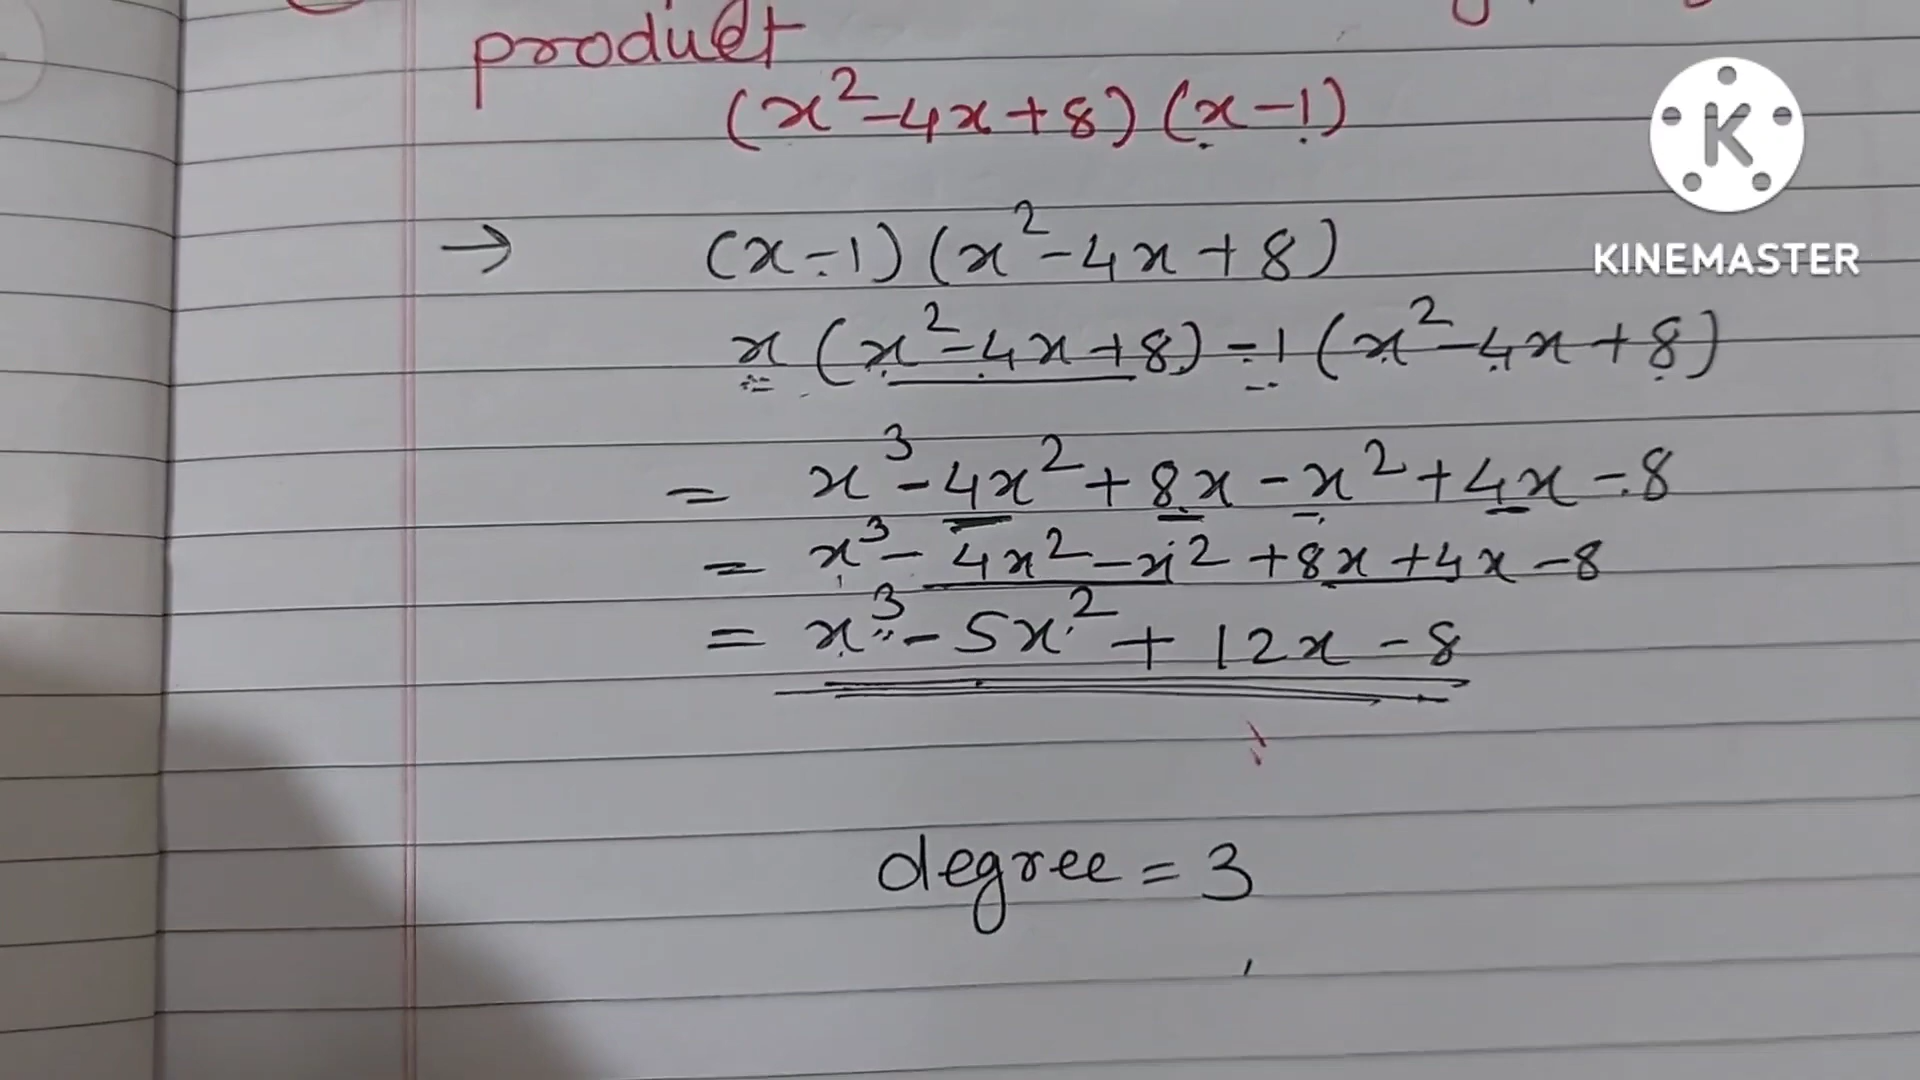 product
(x²-4x+8)(x-1)
→ (x-1)(x²-4x+8)
x(x²-4x+8)-1(x²-4x+8)
= x³-4x²+8x-x²+4x-8
= x³-4x²-x²+8x+4x-8
= x³-5x²+12x-8
degree=3
K
KINEMASTER